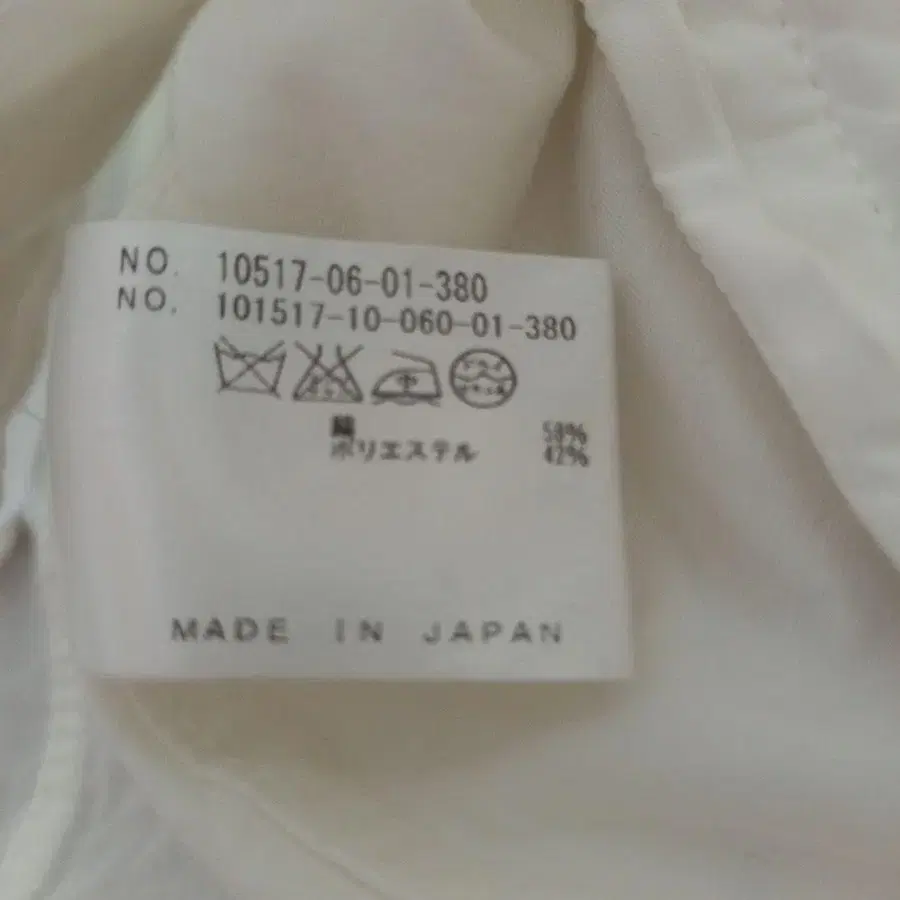 NO. 10517-06-01-380
NO. 101517-10-060-01-380
中
綿 58%
ポリエステル 42%
MADE IN JAPAN